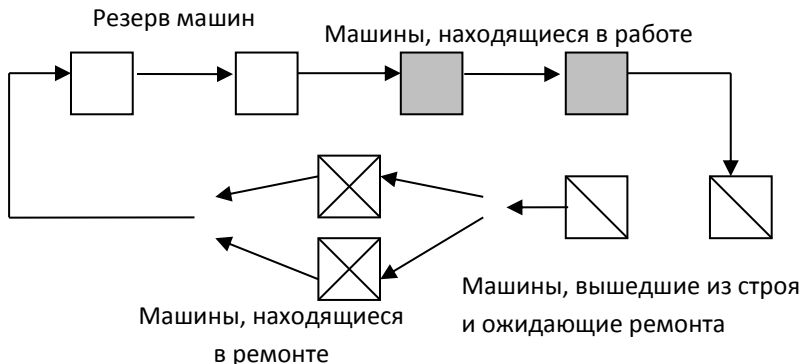 Резерв машин
Машины, находящиеся в работе
Машины, вышедшие из строя
и ожидающие ремонта
Машины, находящиеся
в ремонте